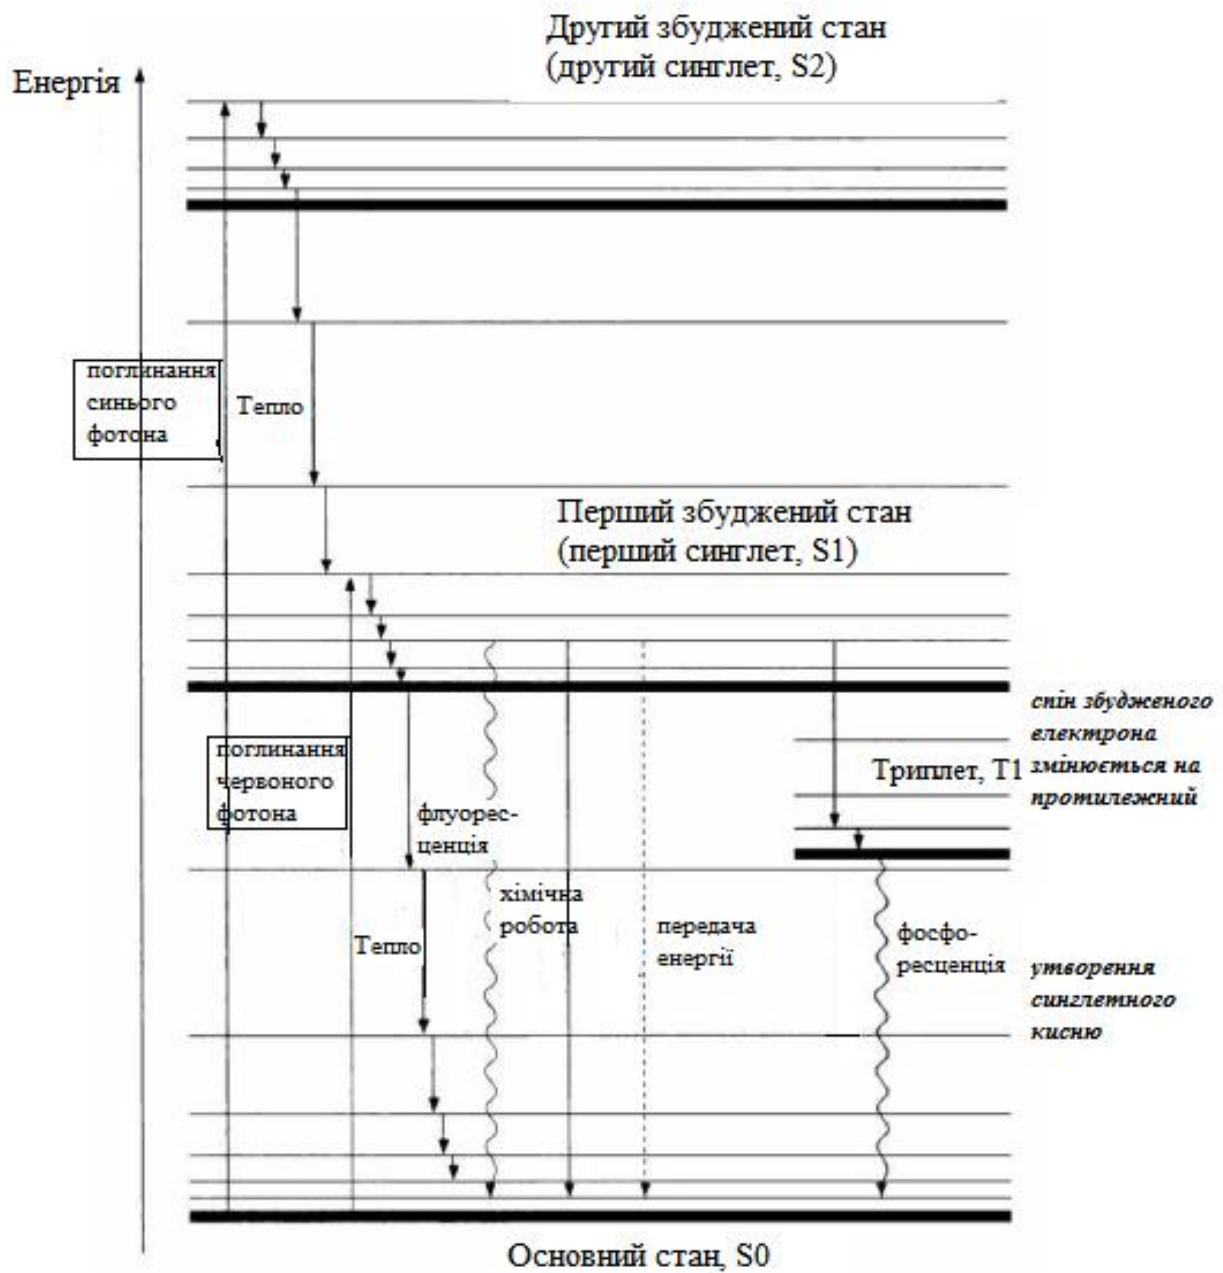 Другий збуджений стан
(другий синглет, S2)
Енергія
поглинання
синього
фотона
Тепло
Перший збуджений стан
(перший синглет, S1)
спін збудженого
електрона
змінюється на
протилежний
Триплет, T1
поглинання
червоного
фотона
флуорес-
ценція
хімічна
робота
Тепло
передача
енергії
фосфо-
ресценція
утворення
синглетного
кисню
Основний стан, S0